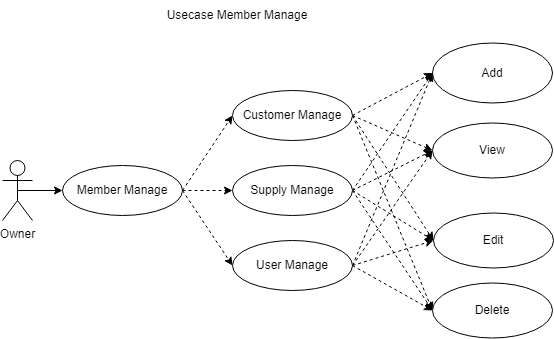 Usecase Member Manage
Add
Customer Manage
View
Member Manage
Supply Manage
Owner
Edit
User Manage
Delete